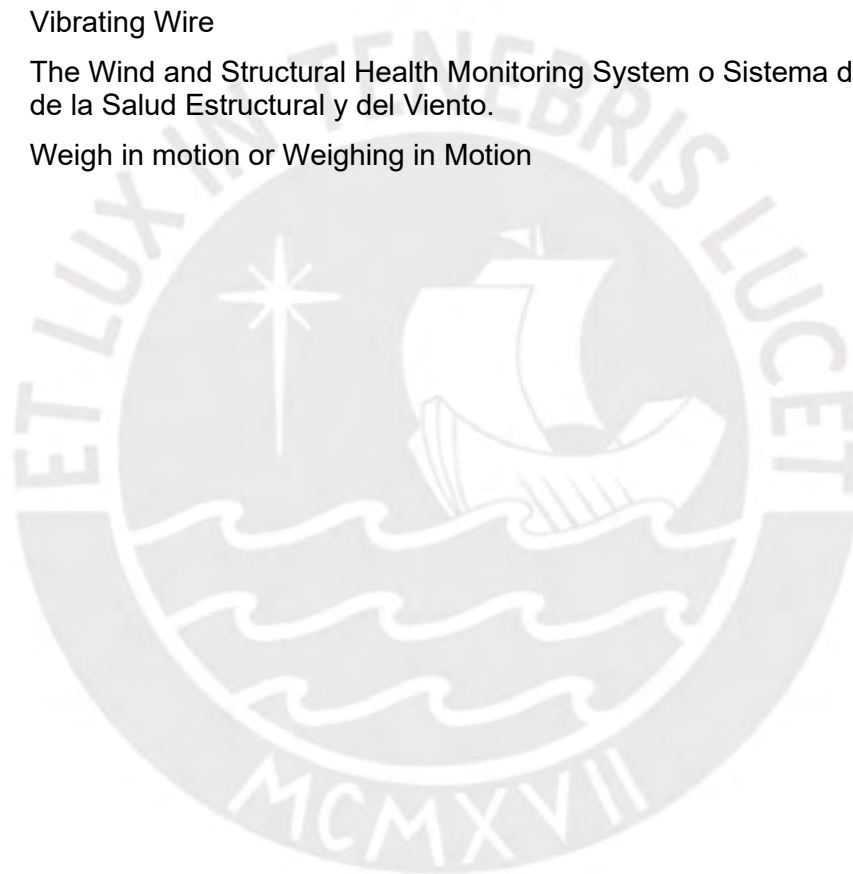 Vibrating Wire
The Wind and Structural Health Monitoring System o Sistema d
de la Salud Estructural y del Viento.
Weigh in motion or Weighing in Motion
ET LUX IN TENEBRIS LUCET
MCMXVII